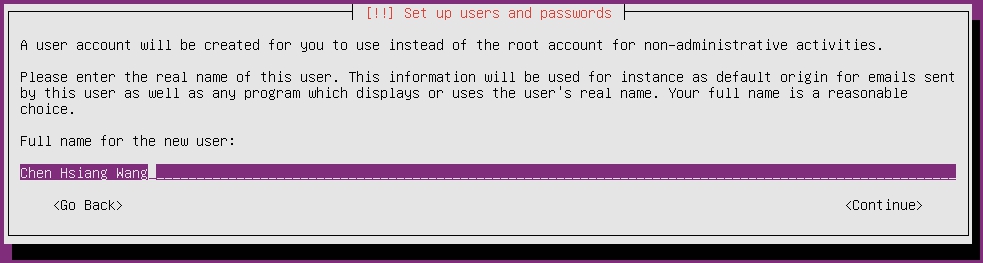 [!!] Set up users and passwords
A user account will be created for you to use instead of the root account for non-administrative activities.
Please enter the real name of this user. This information will be used for instance as default origin for emails sent
by this user as well as any program which displays or uses the user's real name. Your full name is a reasonable
choice.
Full name for the new user:
Chen Hsiang Wang
<Go Back> <Continue>